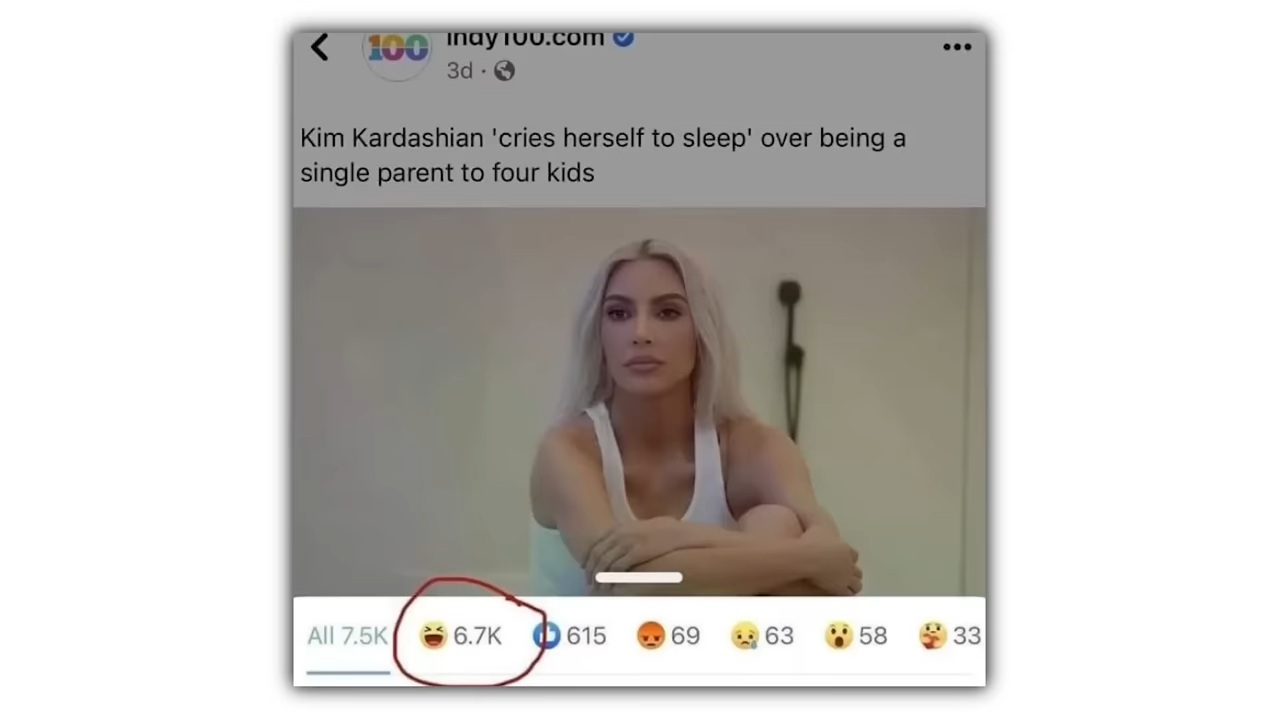 100
indy100.com
3d ·
Kim Kardashian 'cries herself to sleep' over being a
single parent to four kids
All 7.5K 6.7K 615 69 63 58 33